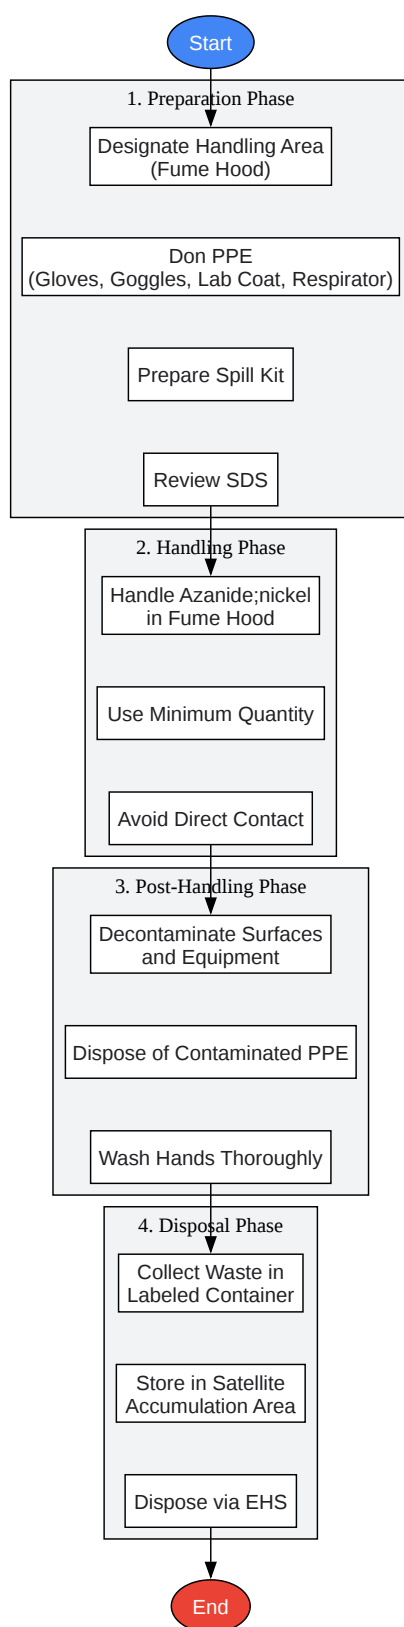 Start
1. Preparation Phase
Designate Handling Area
(Fume Hood)
Don PPE
(Gloves, Goggles, Lab Coat, Respirator)
Prepare Spill Kit
Review SDS
2. Handling Phase
Handle Azanide;nickel
in Fume Hood
Use Minimum Quantity
Avoid Direct Contact
3. Post-Handling Phase
Decontaminate Surfaces
and Equipment
Dispose of Contaminated PPE
Wash Hands Thoroughly
4. Disposal Phase
Collect Waste in
Labeled Container
Store in Satellite
Accumulation Area
Dispose via EHS
End